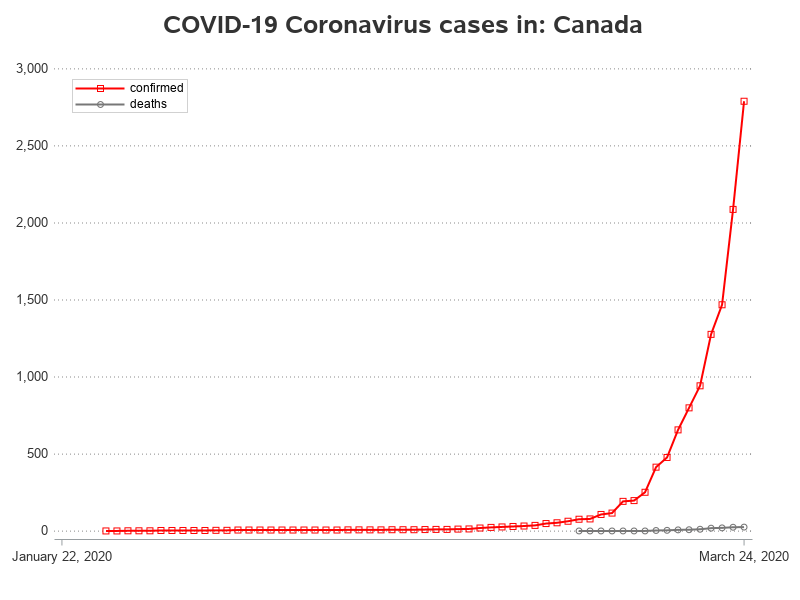 COVID-19 Coronavirus cases in: Canada
3,000
confirmed
deaths
2,500
2,000
1,500
1,000
500
0
January 22, 2020
March 24, 2020